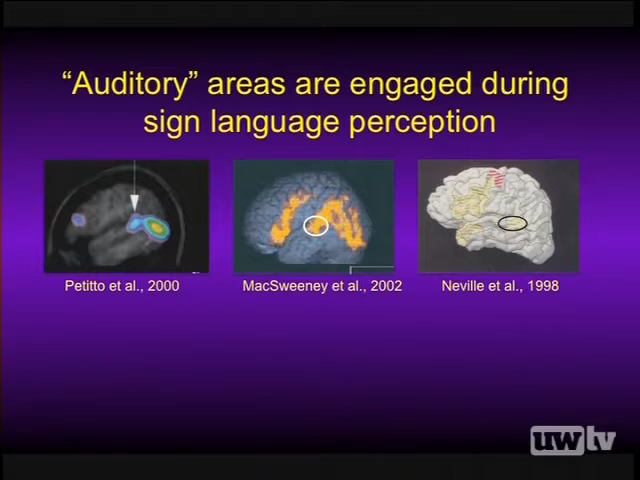 “Auditory” areas are engaged during
sign language perception
Petitto et al., 2000
MacSweeney et al., 2002
Neville et al., 1998
uwtv